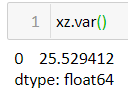 1 xz.var()
0 25.529412
dtype: float64